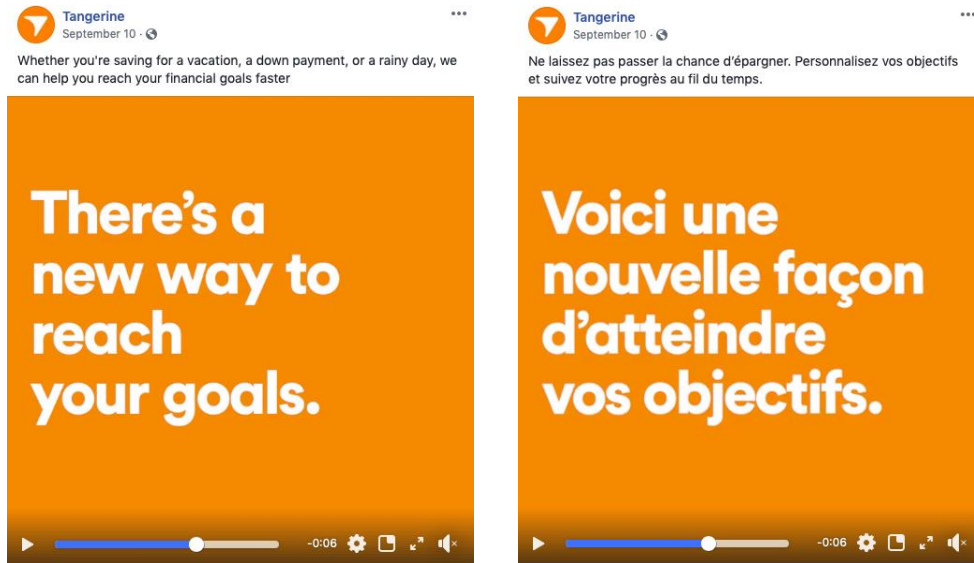 Tangerine
September 10
Whether you're saving for a vacation, a down payment, or a rainy day, we
can help you reach your financial goals faster
There's a
new way to
reach
your goals.
-0:06
Tangerine
September 10
Ne laissez pas passer la chance d'épargner. Personnalisez vos objectifs
et suivez votre progrès au fil du temps.
Voici une
nouvelle façon
d'atteindre
vos objectifs.
-0:06